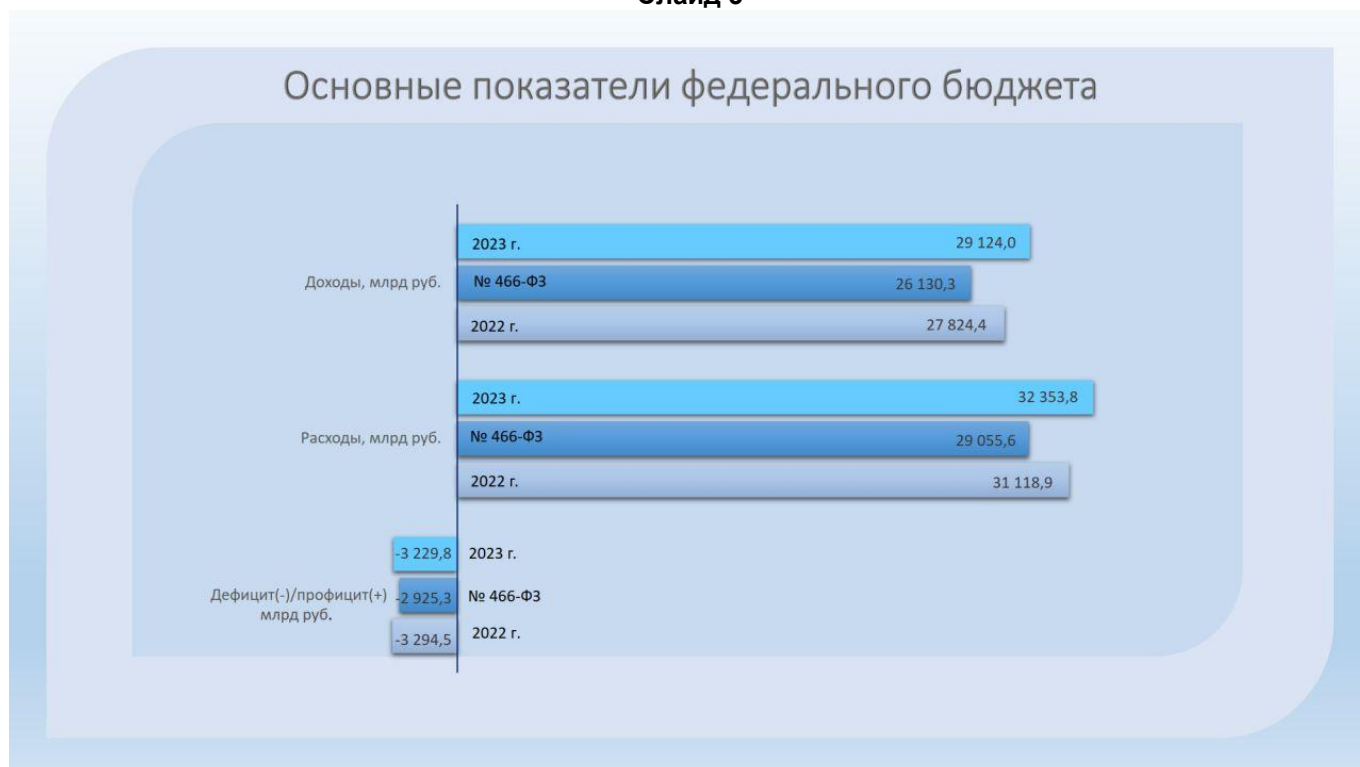 Основные показатели федерального бюджета
2023 г. 29 124,0
Доходы, млрд руб. № 466-ФЗ 26 130,3
2022 г. 27 824,4
2023 г. 32 353,8
Расходы, млрд руб. № 466-ФЗ 29 055,6
2022 г. 31 118,9
-3 229,8 2023 г.
Дефицит(-)/профицит(+) -2 925,3 № 466-ФЗ
млрд руб.
-3 294,5 2022 г.